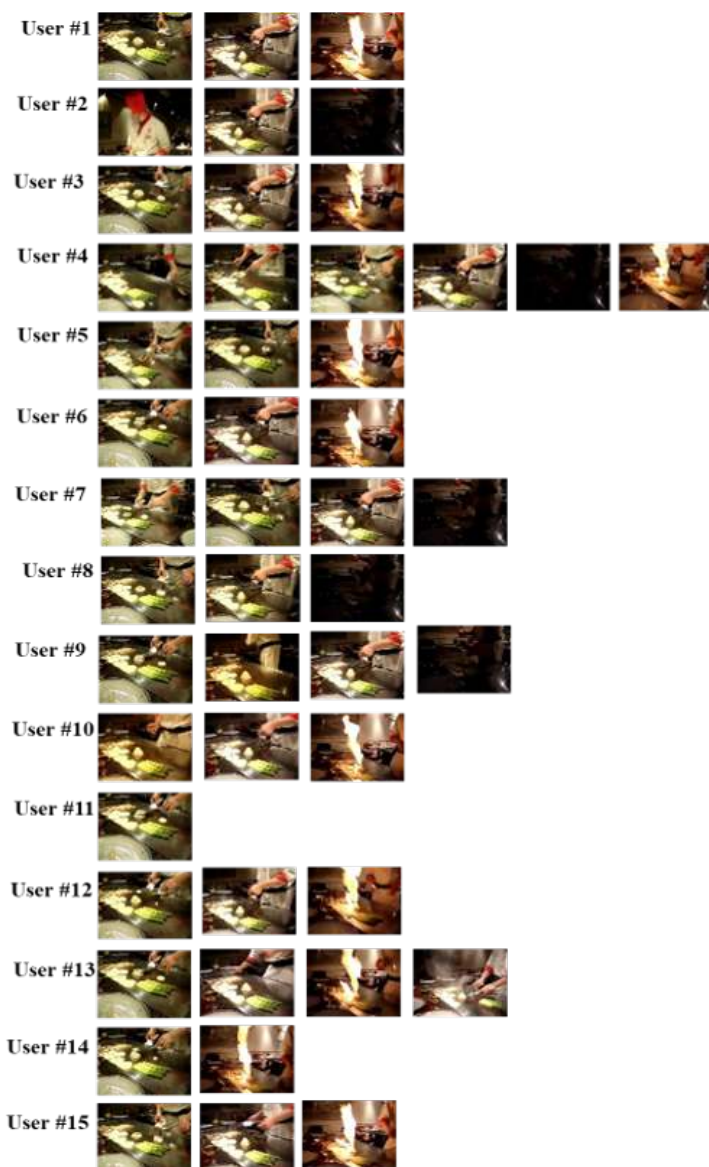 User #1
User #2
User #3
User #4
User #5
User #6
User #7
User #8
User #9
User #10
User #11
User #12
User #13
User #14
User #15